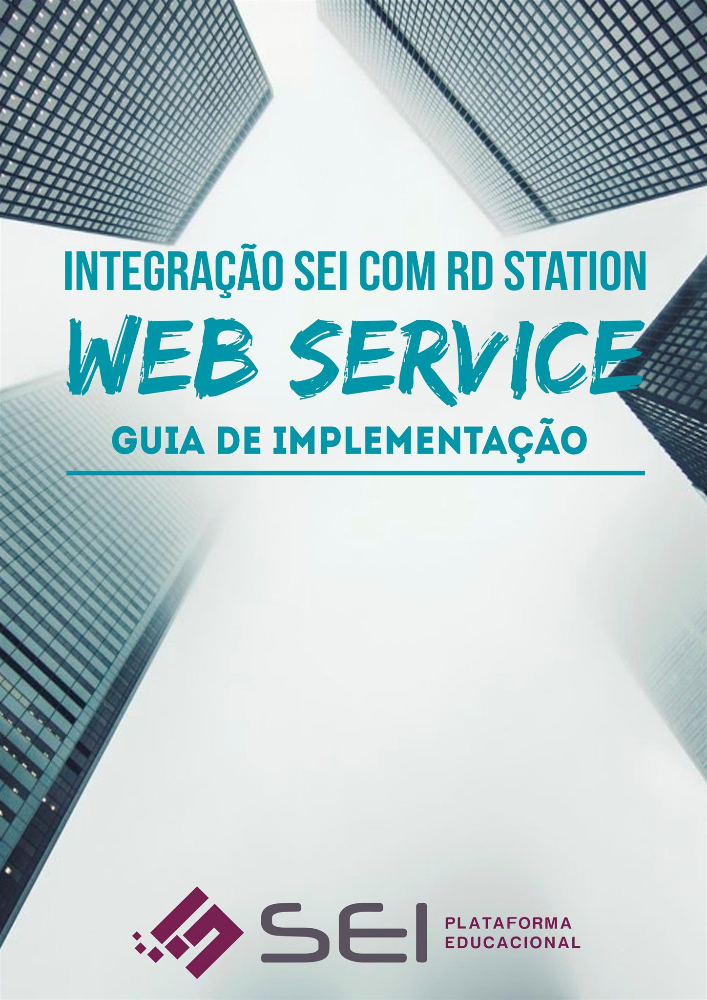 INTEGRAÇÃO SEI COM RD STATION
WEB SERVICE
GUIA DE IMPLEMENTAÇÃO
SEI PLATAFORMA
EDUCACIONAL